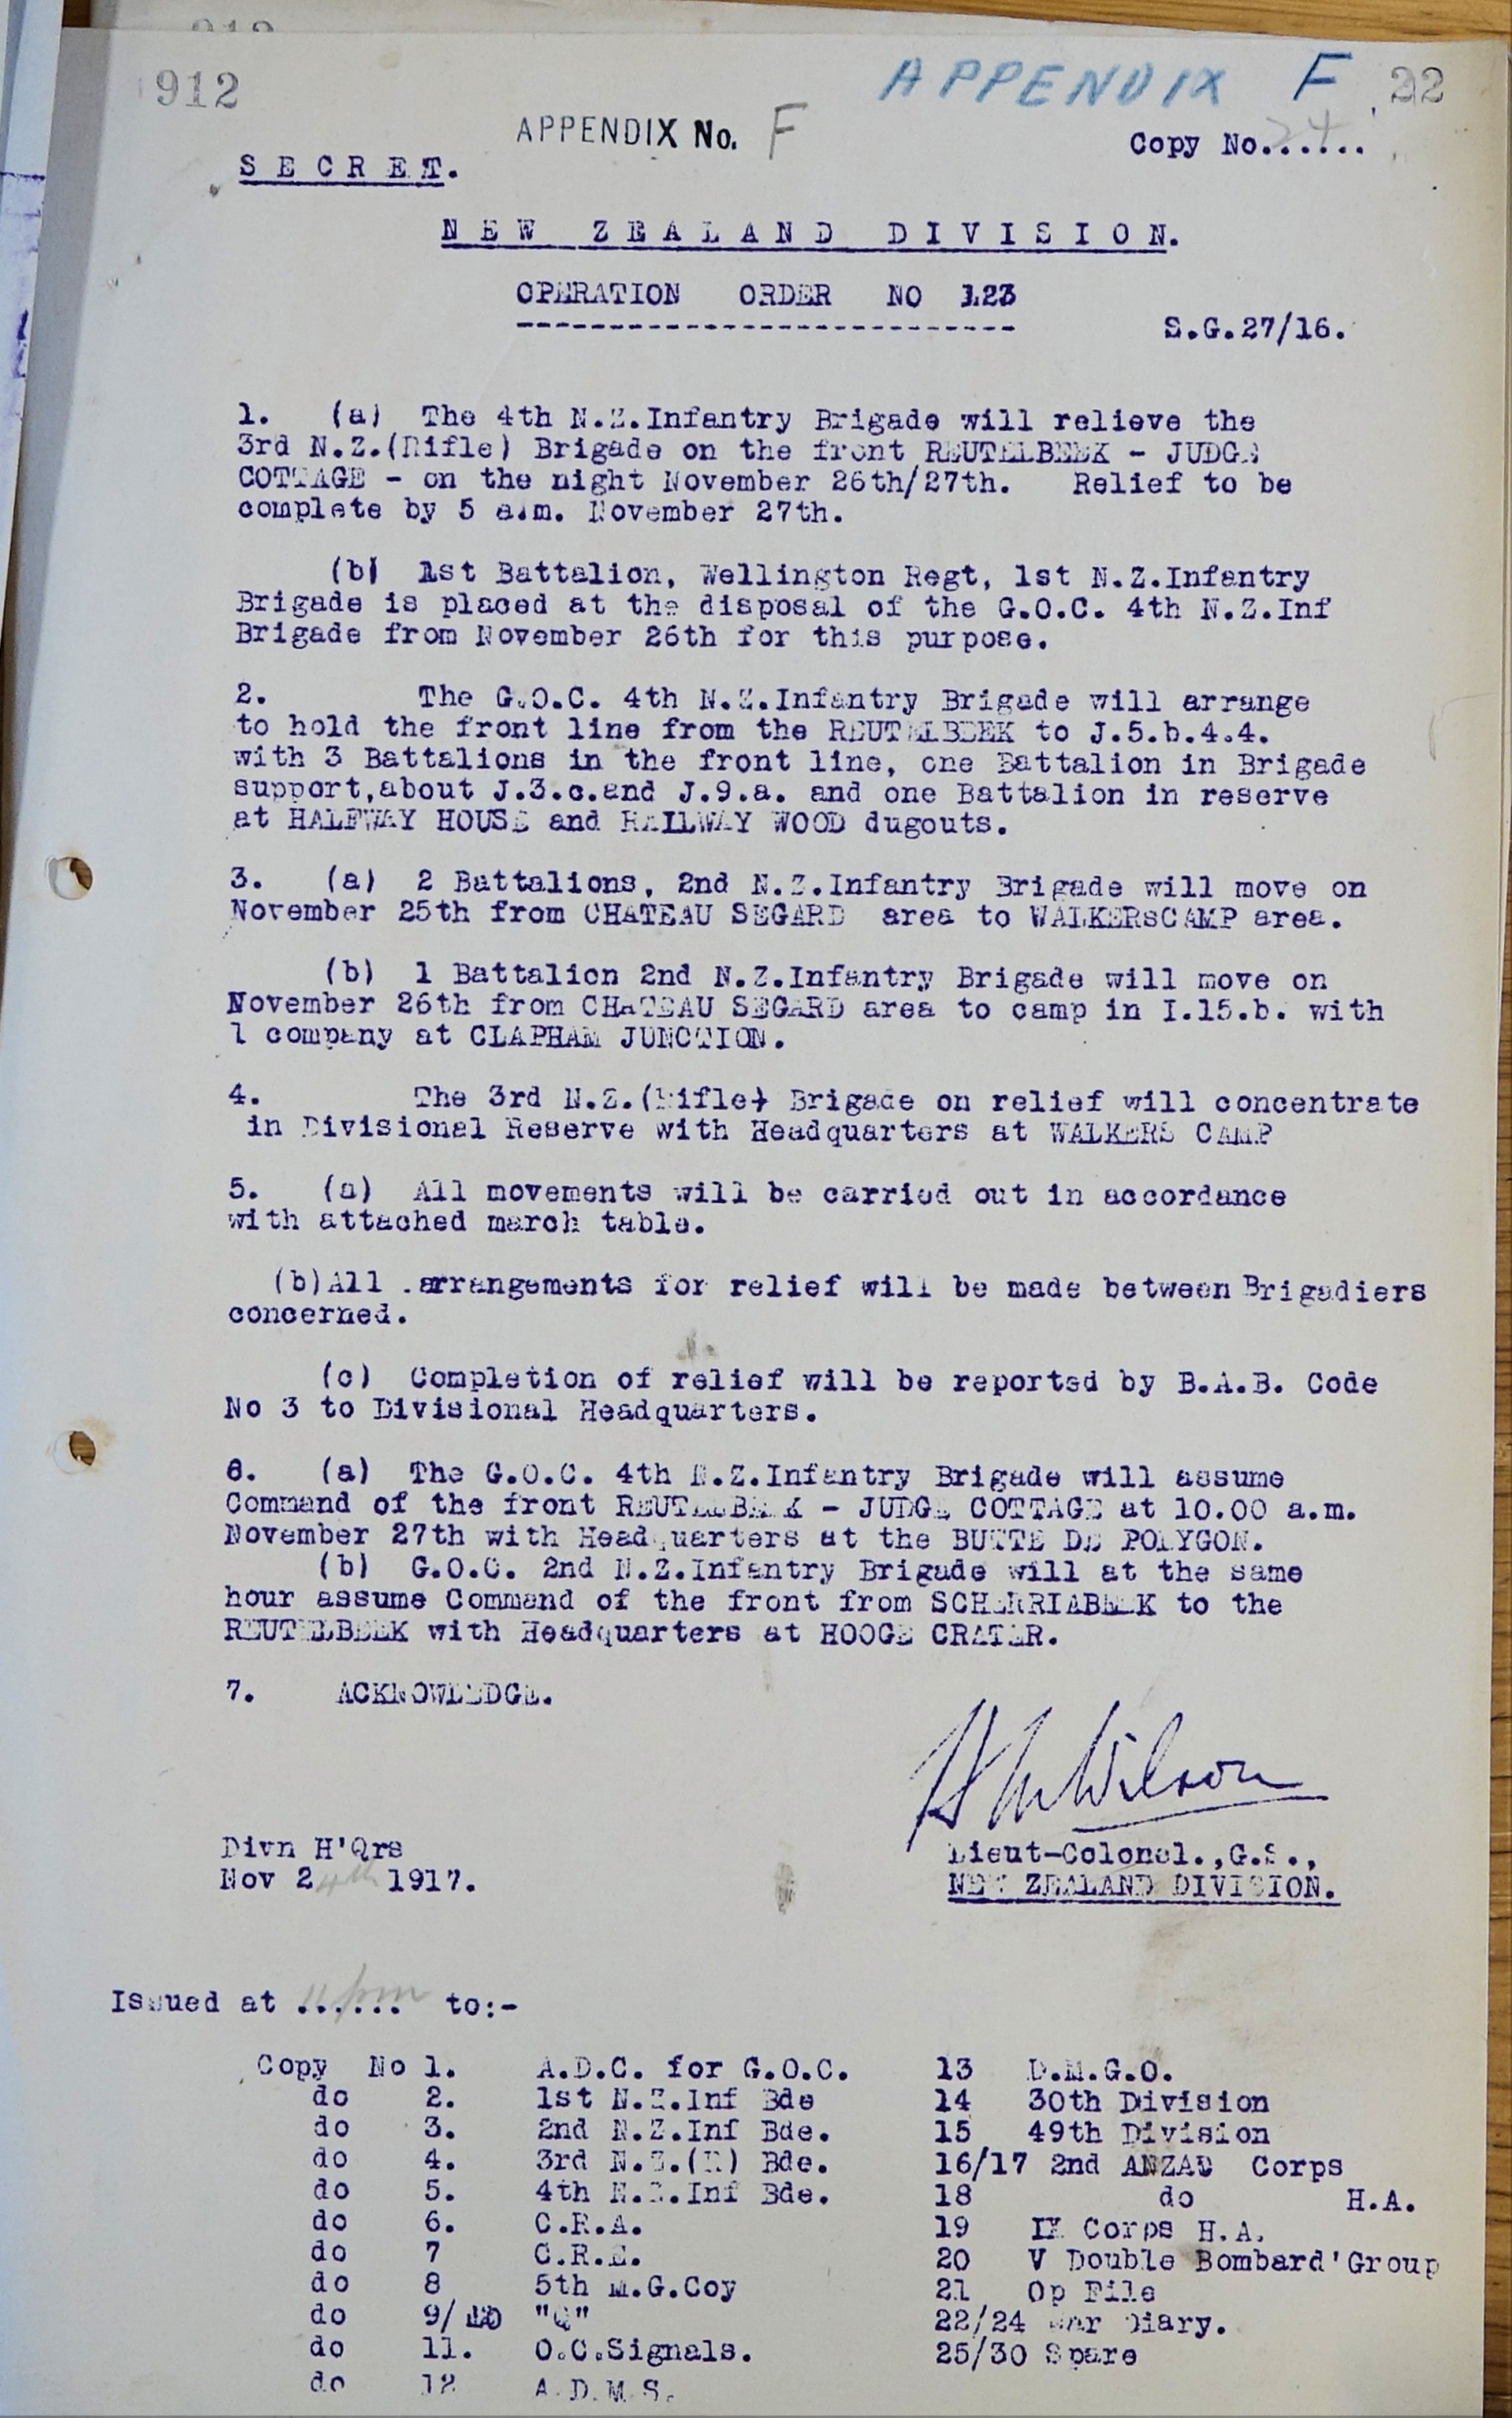 912
APPENDIX F 22
APPENDIX No. F
Copy No. 24......
SECRET.
NEW ZEALAND DIVISION.
OPERATION ORDER NO 123
--------------------------
S.G.27/16.
1. (a) The 4th N.Z.Infantry Brigade will relieve the
3rd N.Z.(Rifle) Brigade on the front REUTELBEEK - JUDGE
COTTAGE - on the night November 26th/27th. Relief to be
complete by 5 a.m. November 27th.
(b) 1st Battalion, Wellington Regt, 1st N.Z.Infantry
Brigade is placed at the disposal of the G.O.C. 4th N.Z.Inf
Brigade from November 26th for this purpose.
2. The G.O.C. 4th N.Z.Infantry Brigade will arrange
to hold the front line from the REUTELBEEK to J.5.b.4.4.
with 3 Battalions in the front line, one Battalion in Brigade
support,about J.3.c.and J.9.a. and one Battalion in reserve
at HALFWAY HOUSE and RAILWAY WOOD dugouts.
3. (a) 2 Battalions, 2nd N.Z.Infantry Brigade will move on
November 25th from CHATEAU SEGARD area to WALKERSCAMP area.
(b) 1 Battalion 2nd N.Z.Infantry Brigade will move on
November 26th from CHATEAU SEGARD area to camp in I.15.b. with
1 company at CLAPHAM JUNCTION.
4. The 3rd N.Z.(Rifle) Brigade on relief will concentrate
in Divisional Reserve with Headquarters at WALKERS CAMP
5. (a) All movements will be carried out in accordance
with attached march table.
(b)All .arrangements for relief will be made between Brigadiers
concerned.
(c) Completion of relief will be reported by B.A.B. Code
No 3 to Divisional Headquarters.
6. (a) The G.O.C. 4th N.Z.Infantry Brigade will assume
Command of the front REUTELBEEK - JUDGE COTTAGE at 10.00 a.m.
November 27th with Headquarters at the BUTTE DE POLYGON.
(b) G.O.C. 2nd N.Z.Infantry Brigade will at the same
hour assume Command of the front from SCHERRIABEEK to the
REUTELBEEK with Headquarters at HOOGE CRATER.
7. ACKNOWLEDGE.
H M Wilson
Divn H'Qrs
Lieut-Colonel.,G.S.,
Nov 24th 1917.
NEW ZEALAND DIVISION.
Issued at 11 pm ...... to:-
Copy No 1. A.D.C. for G.O.C. 13 D.M.G.O.
do 2. 1st N.Z.Inf Bde 14 30th Division
do 3. 2nd N.Z.Inf Bde. 15 49th Division
do 4. 3rd N.Z.(R) Bde. 16/17 2nd ANZAC Corps
do 5. 4th N.Z.Inf Bde. 18 do H.A.
do 6. C.R.A. 19 IX Corps H.A.
do 7 C.R.E. 20 V Double Bombard'Group
do 8 5th M.G.Coy 21 Op File
do 9/10 "Q" 22/24 War Diary.
do 11. O.C.Signals. 25/30 Spare
do 12 A.D.M.S.